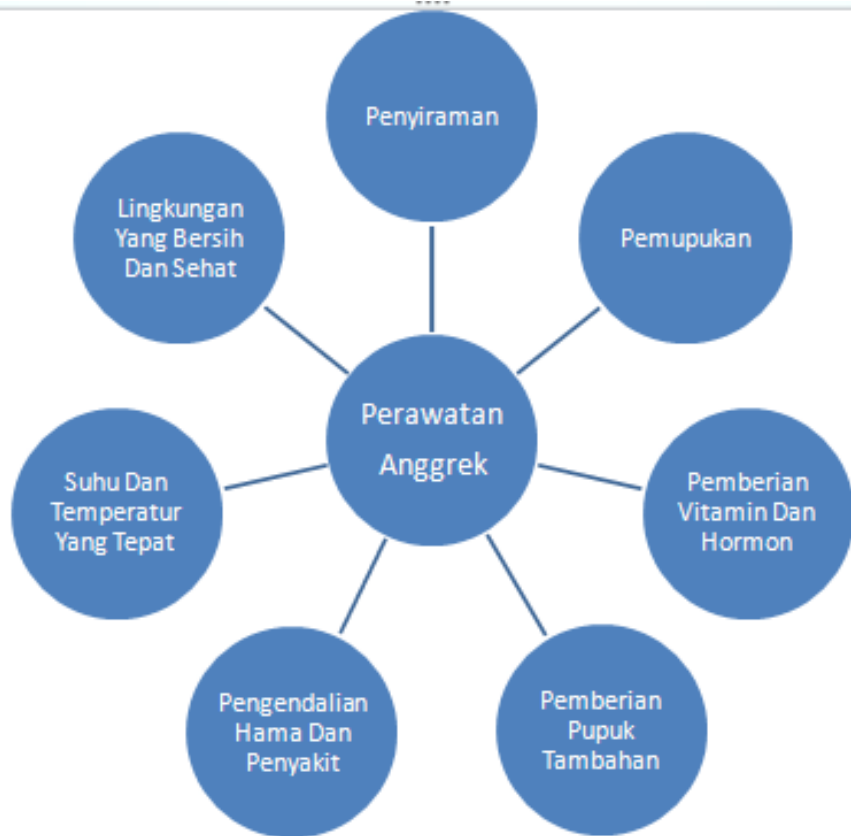 Penyiraman
Pemupukan
Pemberian
Vitamin Dan
Hormon
Pemberian
Pupuk
Tambahan
Pengendalian
Hama Dan
Penyakit
Suhu Dan
Temperatur
Yang Tepat
Lingkungan
Yang Bersih
Dan Sehat
Perawatan
Anggrek